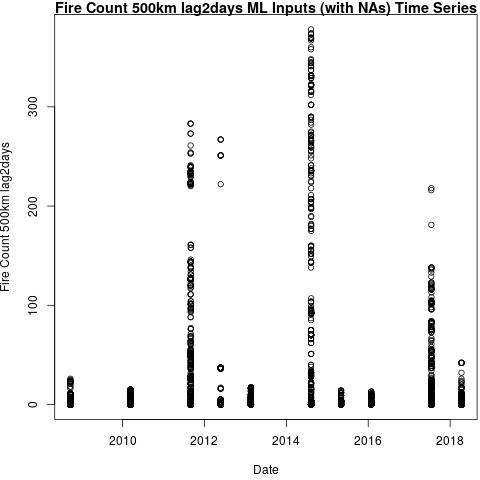 Fire Count 500km lag2days ML Inputs (with NAs) Time Series
Fire Count 500km lag2days
300
200
100
0
2010 2012 2014 2016 2018
Date